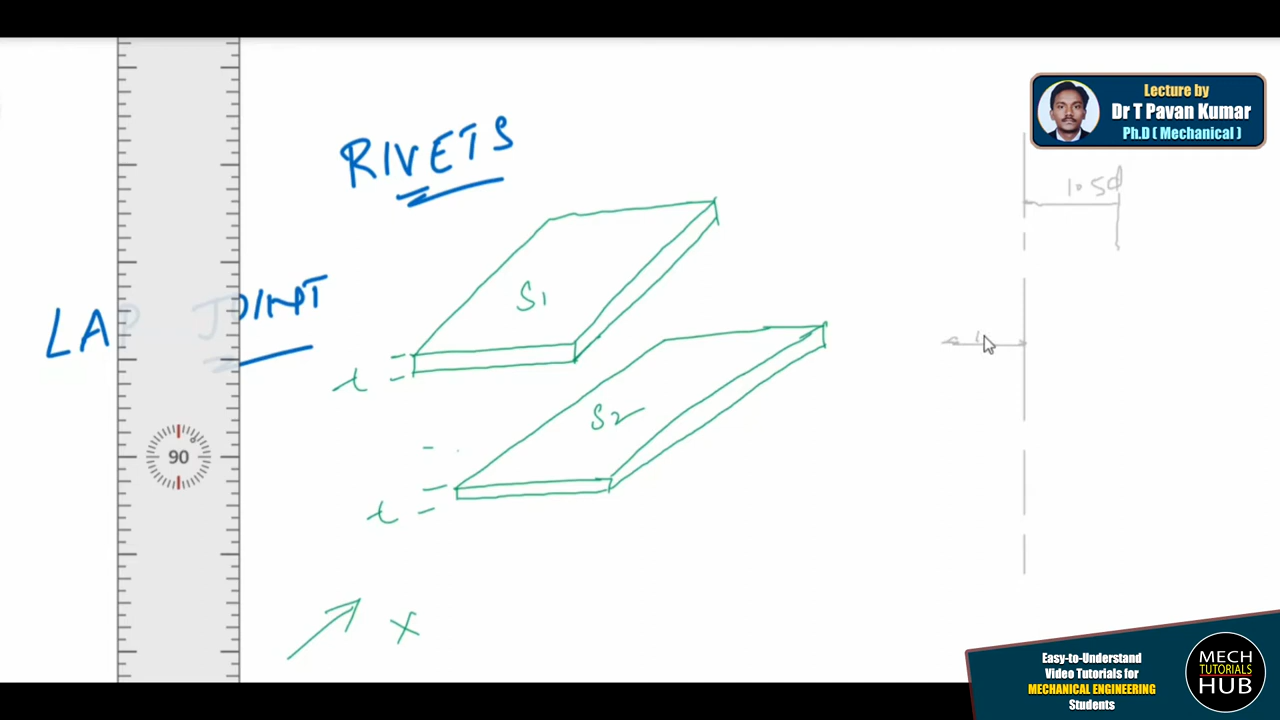 Lecture by
Dr T Pavan Kumar
Ph.D ( Mechanical )
RIVETS
1.5d
LAP JOINT
S1
t
S2
90
t
X
Easy-to-Understand
Video Tutorials for
MECHANICAL ENGINEERING
Students
MECH
TUTORIALS
HUB